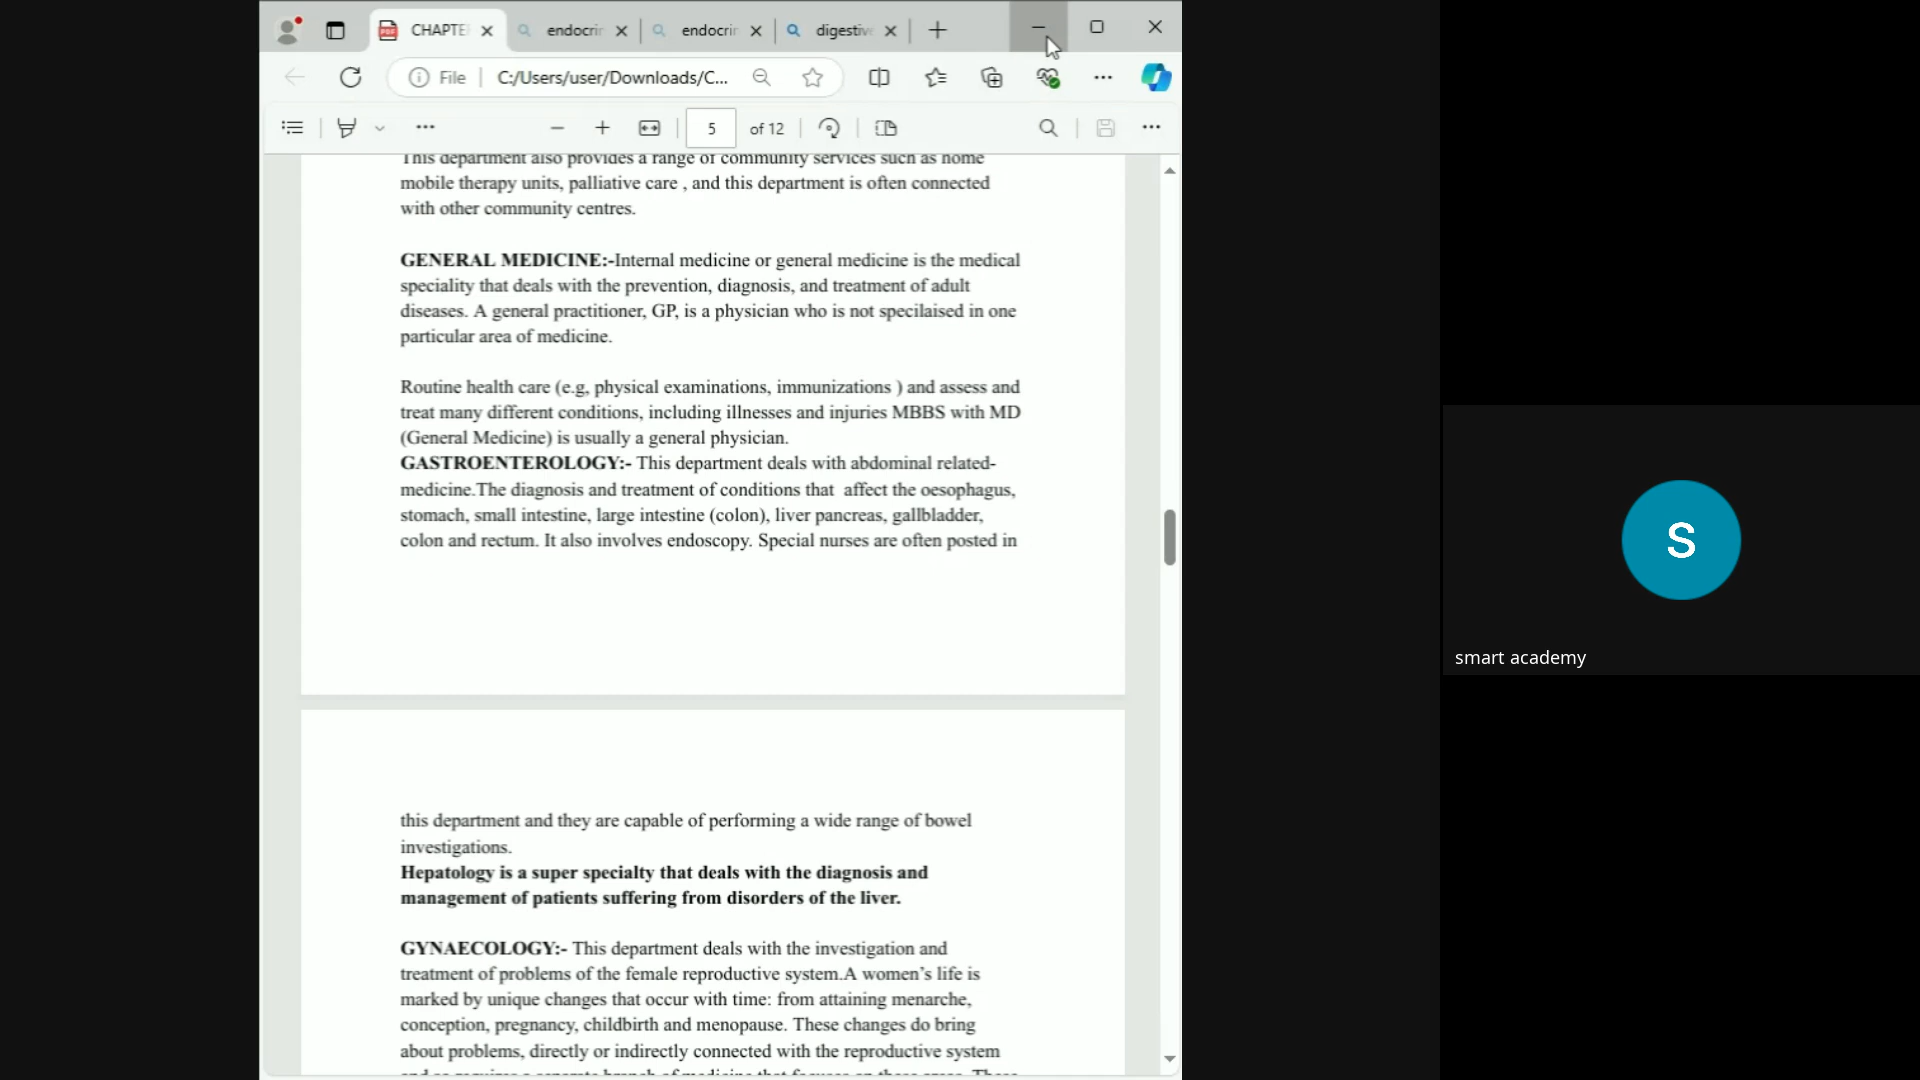 CHAPTE
endocrin
endocrin
digestive
File
C:/Users/user/Downloads/C...
5
of 12
This department also provides a range of community services such as home
mobile therapy units, palliative care , and this department is often connected
with other community centres.
GENERAL MEDICINE:-Internal medicine or general medicine is the medical
speciality that deals with the prevention, diagnosis, and treatment of adult
diseases. A general practitioner, GP, is a physician who is not specilaised in one
particular area of medicine.
Routine health care (e.g, physical examinations, immunizations ) and assess and
treat many different conditions, including illnesses and injuries MBBS with MD
(General Medicine) is usually a general physician.
GASTROENTEROLOGY:- This department deals with abdominal related-
medicine.The diagnosis and treatment of conditions that  affect the oesophagus,
stomach, small intestine, large intestine (colon), liver pancreas, gallbladder,
colon and rectum. It also involves endoscopy. Special nurses are often posted in
this department and they are capable of performing a wide range of bowel
investigations.
Hepatology is a super specialty that deals with the diagnosis and
management of patients suffering from disorders of the liver.
GYNAECOLOGY:- This department deals with the investigation and
treatment of problems of the female reproductive system.A women's life is
marked by unique changes that occur with time: from attaining menarche,
conception, pregnancy, childbirth and menopause. These changes do bring
about problems, directly or indirectly connected with the reproductive system
S
smart academy